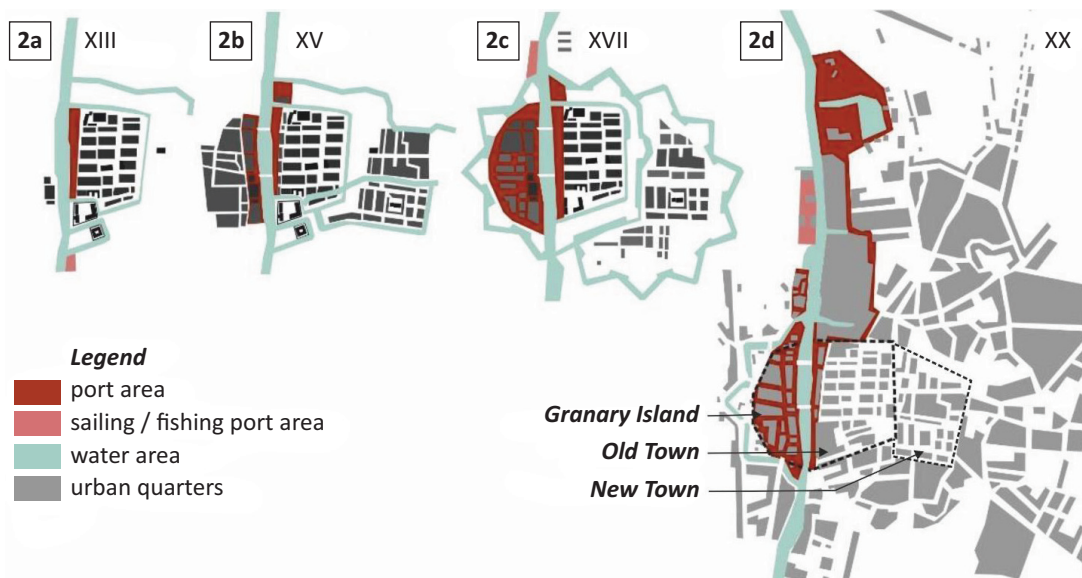 2a XIII
2b XV
2c XVII
2d XX
Legend
port area
sailing / fishing port area
water area
urban quarters
Granary Island
Old Town
New Town